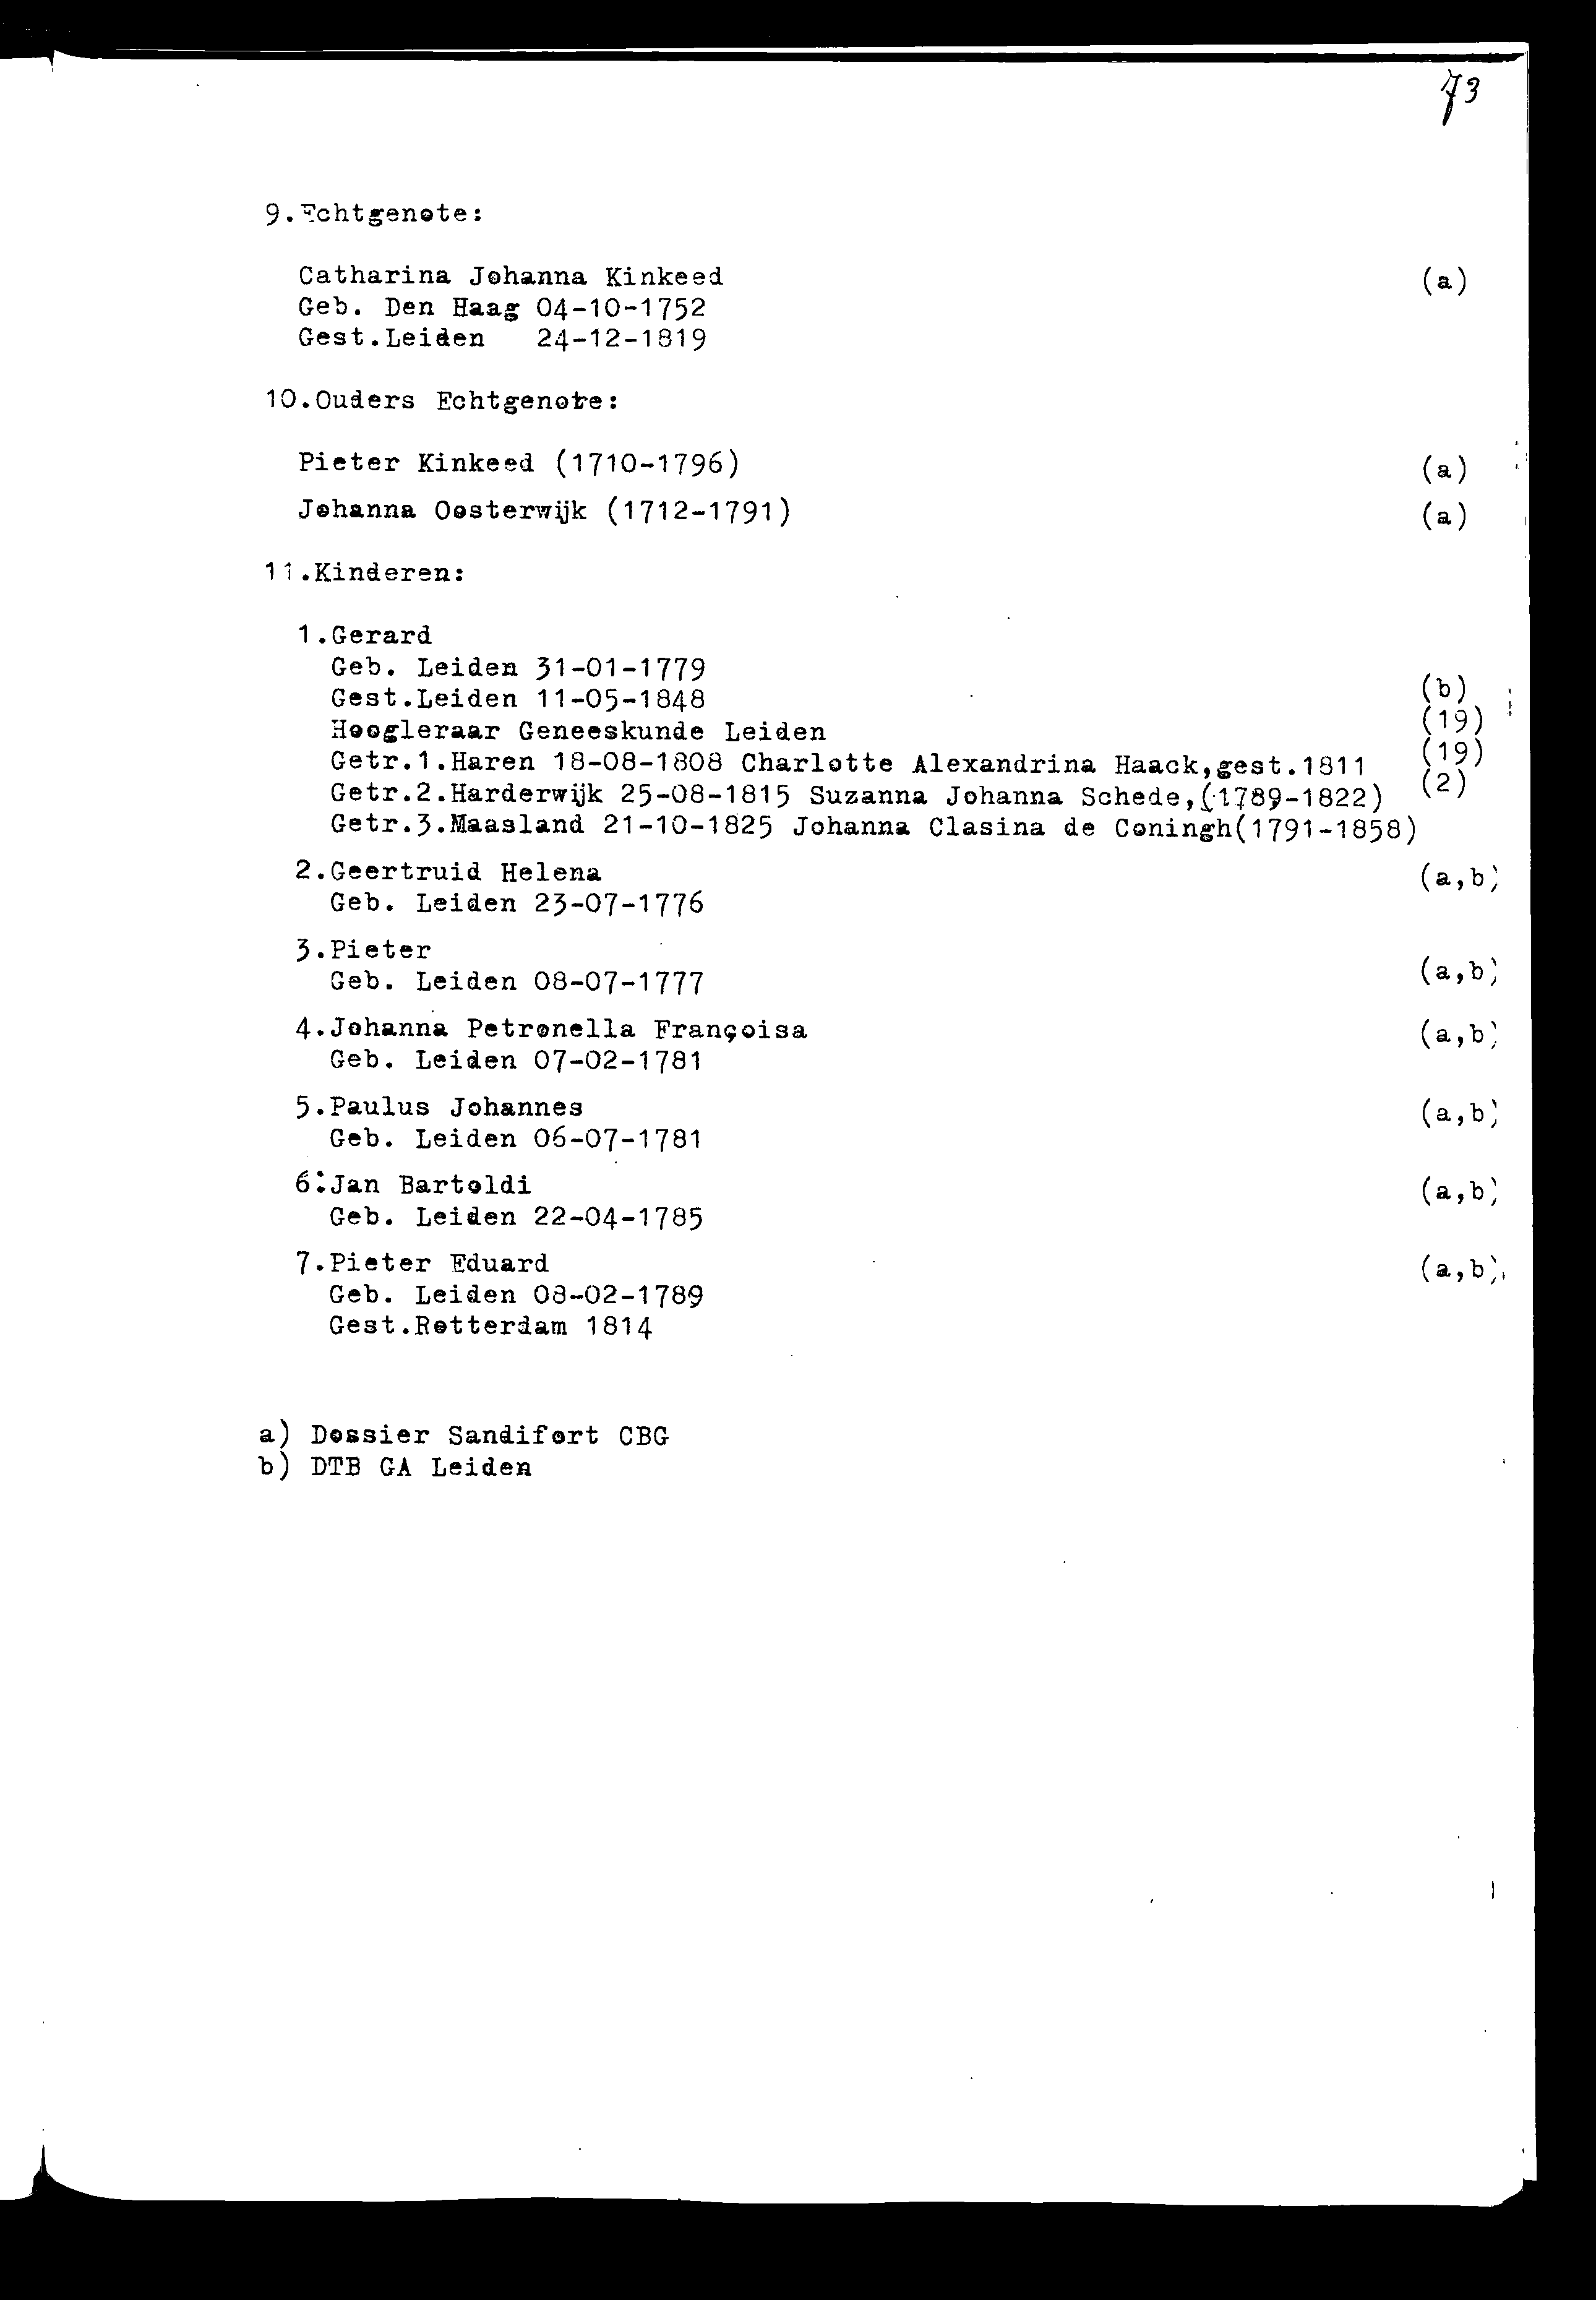 73
9.Echtgenote:
Catharina Johanna Kinkeed (a)
Geb. Den Haag 04-10-1752
Gest.Leiden 24-12-1819
10.Ouders Echtgenote:
Pieter Kinkeed (1710-1796) (a)
Johanna Oosterwijk (1712-1791) (a)
11.Kinderen:
1.Gerard
Geb. Leiden 31-01-1779
Gest.Leiden 11-05-1848 (b)
Hoogleraar Geneeskunde Leiden (19)
Getr.1.Haren 18-08-1808 Charlotte Alexandrina Haack,gest.1811 (19)
Getr.2.Harderwijk 25-08-1815 Suzanna Johanna Schede,(1789-1822) (2)
Getr.3.Maasland 21-10-1825 Johanna Clasina de Coningh(1791-1858)
2.Geertruid Helena (a,b)
Geb. Leiden 23-07-1776
3.Pieter
Geb. Leiden 08-07-1777 (a,b)
4.Johanna Petronella Françoisa (a,b)
Geb. Leiden 07-02-1781
5.Paulus Johannes (a,b)
Geb. Leiden 06-07-1781
6.Jan Bartoldi (a,b)
Geb. Leiden 22-04-1785
7.Pieter Eduard (a,b)
Geb. Leiden 08-02-1789
Gest.Rotterdam 1814
a) Dossier Sandifort CBG
b) DTB GA Leiden